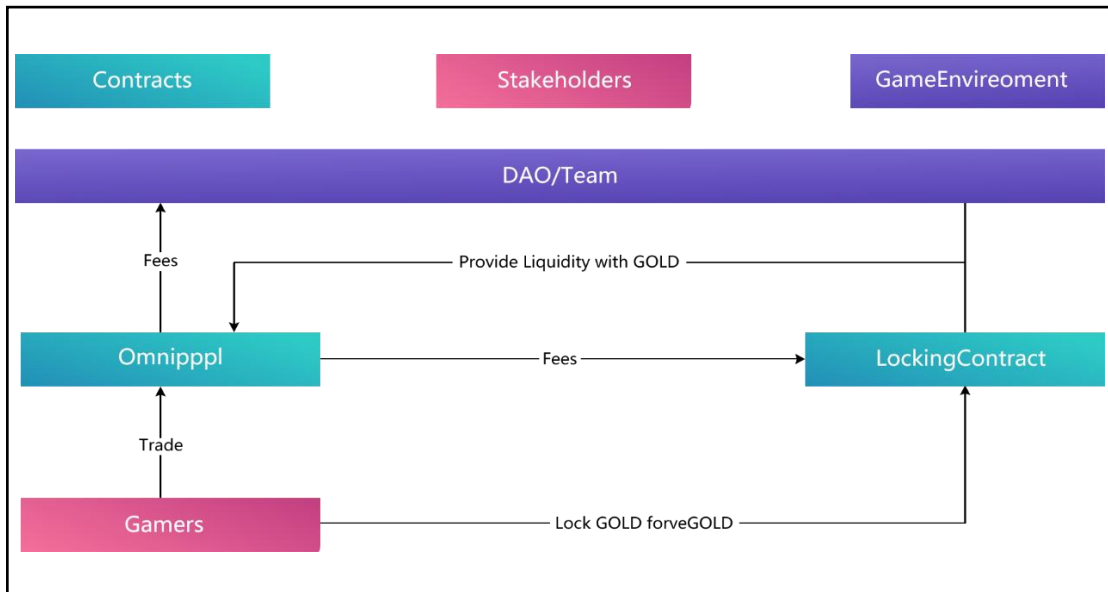 Contracts
Stakeholders
GameEnvireoment
DAO/Team
Fees
Provide Liquidity with GOLD
Omnipppl
Fees
LockingContract
Trade
Gamers
Lock GOLD forveGOLD